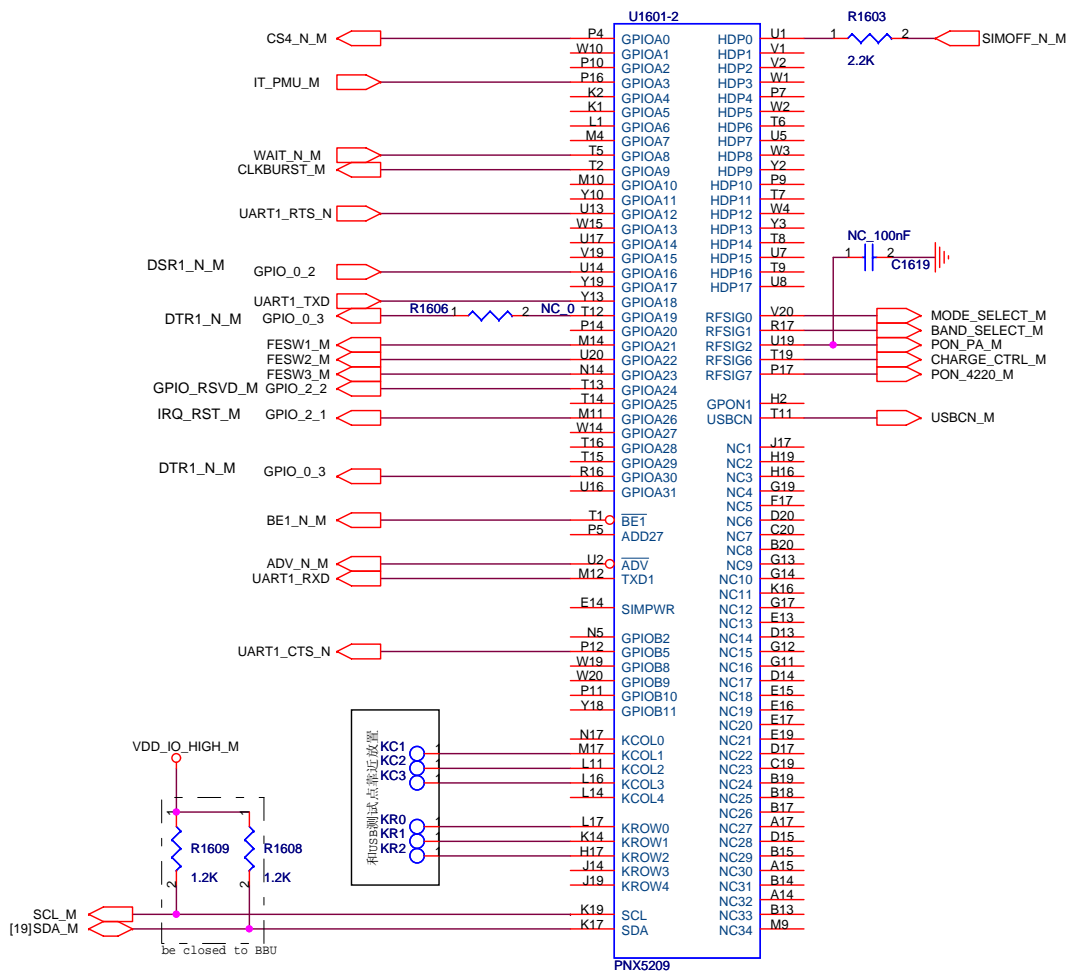 U1601-2
R1603
CS4_N_M P4 GPIOA0 HDP0 U1 1 2 SIMOFF_N_M
2.2K
W10 GPIOA1 HDP1 V1
P10 GPIOA2 HDP2 V2
IT_PMU_M P16 GPIOA3 HDP3 W1
K2 GPIOA4 HDP4 P7
K1 GPIOA5 HDP5 W2
L1 GPIOA6 HDP6 T6
M4 GPIOA7 HDP7 U5
WAIT_N_M T5 GPIOA8 HDP8 W3
CLKBURST_M T2 GPIOA9 HDP9 Y2
M10 GPIOA10 HDP10 P9
Y10 GPIOA11 HDP11 T7
UART1_RTS_N U13 GPIOA12 HDP12 W4
W15 GPIOA13 HDP13 Y3
U17 GPIOA14 HDP14 T8
NC_100nF
V19 GPIOA15 HDP15 U7 1 2 C1619
DSR1_N_M GPIO_0_2 U14 GPIOA16 HDP16 T9
Y19 GPIOA17 HDP17 U8
UART1_TXD Y13 GPIOA18
DTR1_N_M GPIO_0_3 R1606 1 2 NC_0 T12 GPIOA19 RFSIG0 V20 MODE_SELECT_M
P14 GPIOA20 RFSIG1 R17 BAND_SELECT_M
FESW1_M M14 GPIOA21 RFSIG2 U19 PON_PA_M
FESW2_M U20 GPIOA22 RFSIG6 T19 CHARGE_CTRL_M
FESW3_M N14 GPIOA23 RFSIG7 P17 PON_4220_M
GPIO_RSVD_M GPIO_2_2 T13 GPIOA24
T14 GPIOA25 GPON1 H2
IRQ_RST_M GPIO_2_1 M11 GPIOA26 USBCN T11 USBCN_M
W14 GPIOA27
T16 GPIOA28 NC1 J17
T15 GPIOA29 NC2 H19
DTR1_N_M GPIO_0_3 R16 GPIOA30 NC3 H16
U16 GPIOA31 NC4 G19
NC5 F17
BE1_N_M T1 BE1 NC6 D20
P5 ADD27 NC7 C20
NC8 B20
ADV_N_M U2 ADV NC9 G13
UART1_RXD M12 TXD1 NC10 G14
NC11 K16
E14 SIMPWR NC12 G17
NC13 E13
N5 GPIOB2 NC14 D13
UART1_CTS_N P12 GPIOB5 NC15 G12
W19 GPIOB8 NC16 G11
W20 GPIOB9 NC17 D14
P11 GPIOB10 NC18 E15
Y18 GPIOB11 NC19 E16
NC20 E17
N17 KCOL0 NC21 E19
VDD_IO_HIGH_M KC1 1 M17 KCOL1 NC22 D17
KC2 1 L11 KCOL2 NC23 C19
KC3 1 L16 KCOL3 NC24 B19
L14 KCOL4 NC25 B18
NC26 B17
和USB测试点靠近放置
KR0 1 L17 KROW0 NC27 A17
KR1 1 K14 KROW1 NC28 D15
KR2 1 H17 KROW2 NC29 B15
J14 KROW3 NC30 A15
J19 KROW4 NC31 B14
NC32 A14
1 R1609 2 1 R1608 2
1.2K 1.2K
SCL_M K19 SCL NC33 B13
[19]SDA_M K17 SDA NC34 M9
be closed to BBU
PNX5209